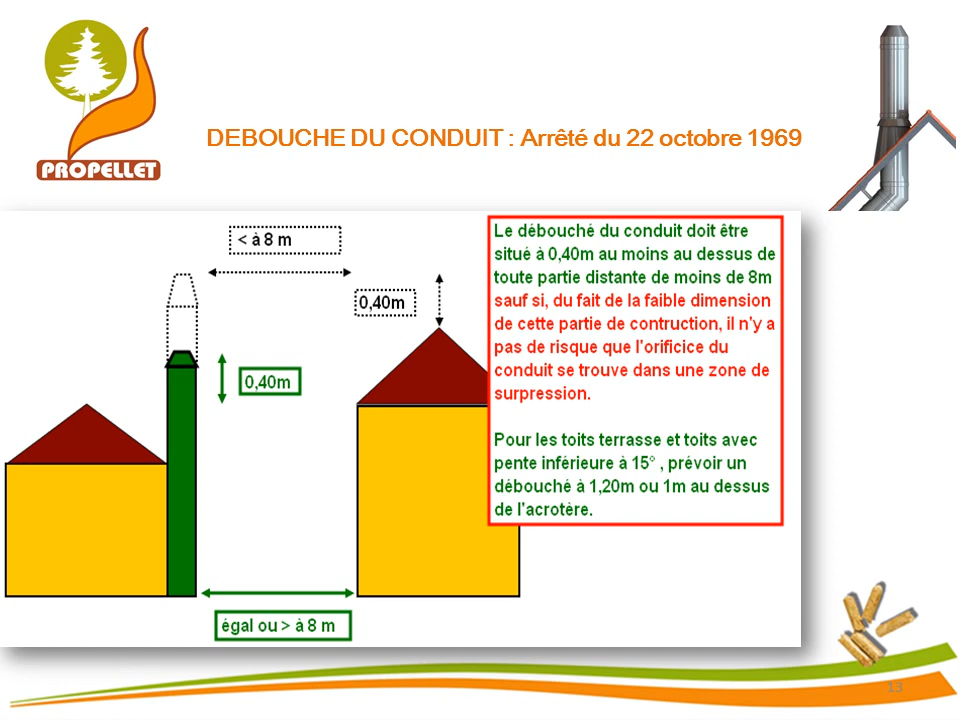 PROPELLET
DEBOUCHE DU CONDUIT : Arrêté du 22 octobre 1969
< à 8 m
0,40m
0,40m
égal ou > à 8 m
Le débouché du conduit doit être
situé à 0,40m au moins au dessus de
toute partie distante de moins de 8m
sauf si, du fait de la faible dimension
de cette partie de contruction, il n'y a
pas de risque que l'orificice du
conduit se trouve dans une zone de
surpression.
Pour les toits terrasse et toits avec
pente inférieure à 15° , prévoir un
débouché à 1,20m ou 1m au dessus
de l'acrotère.
13